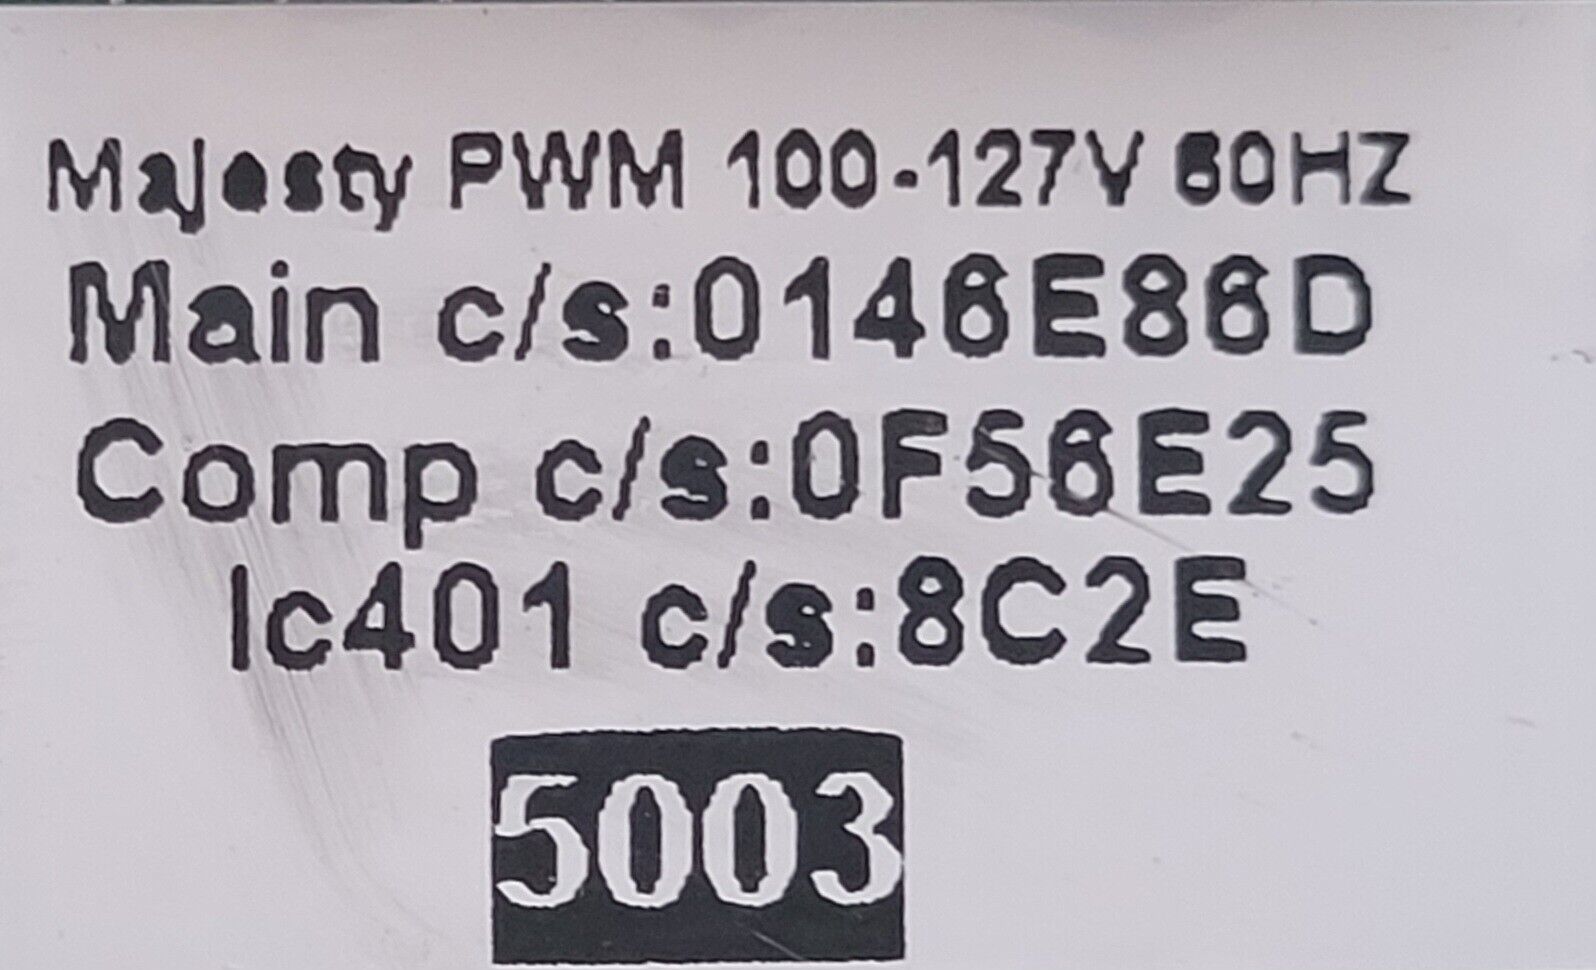 Majesty PWM 100-127V 60HZ
Main c/s:0146E86D
Comp c/s:0F56E25
Ic401 c/s:8C2E
5003